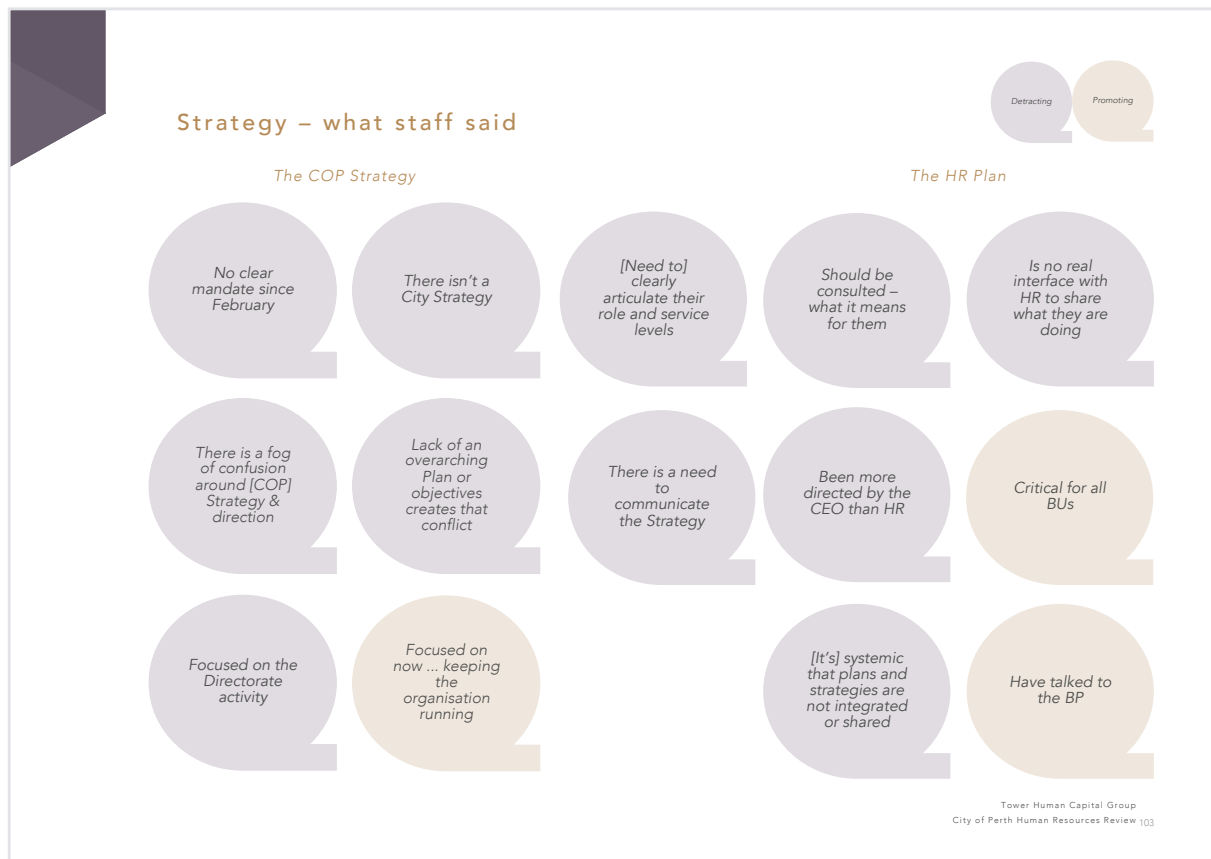 Detracting
Promoting
Strategy – what staff said
The COP Strategy
The HR Plan
No clear
mandate since
February
There isn't a
City Strategy
[Need to]
clearly
articulate their
role and service
levels
Should be
consulted –
what it means
for them
Is no real
interface with
HR to share
what they are
doing
There is a fog
of confusion
around [COP]
Strategy &
direction
Lack of an
overarching
Plan or
objectives
creates that
conflict
There is a need
to
communicate
the Strategy
Been more
directed by the
CEO than HR
Critical for all
BUs
Focused on the
Directorate
activity
Focused on
now ... keeping
the
organisation
running
[It's] systemic
that plans and
strategies are
not integrated
or shared
Have talked to
the BP
Tower Human Capital Group
City of Perth Human Resources Review 103